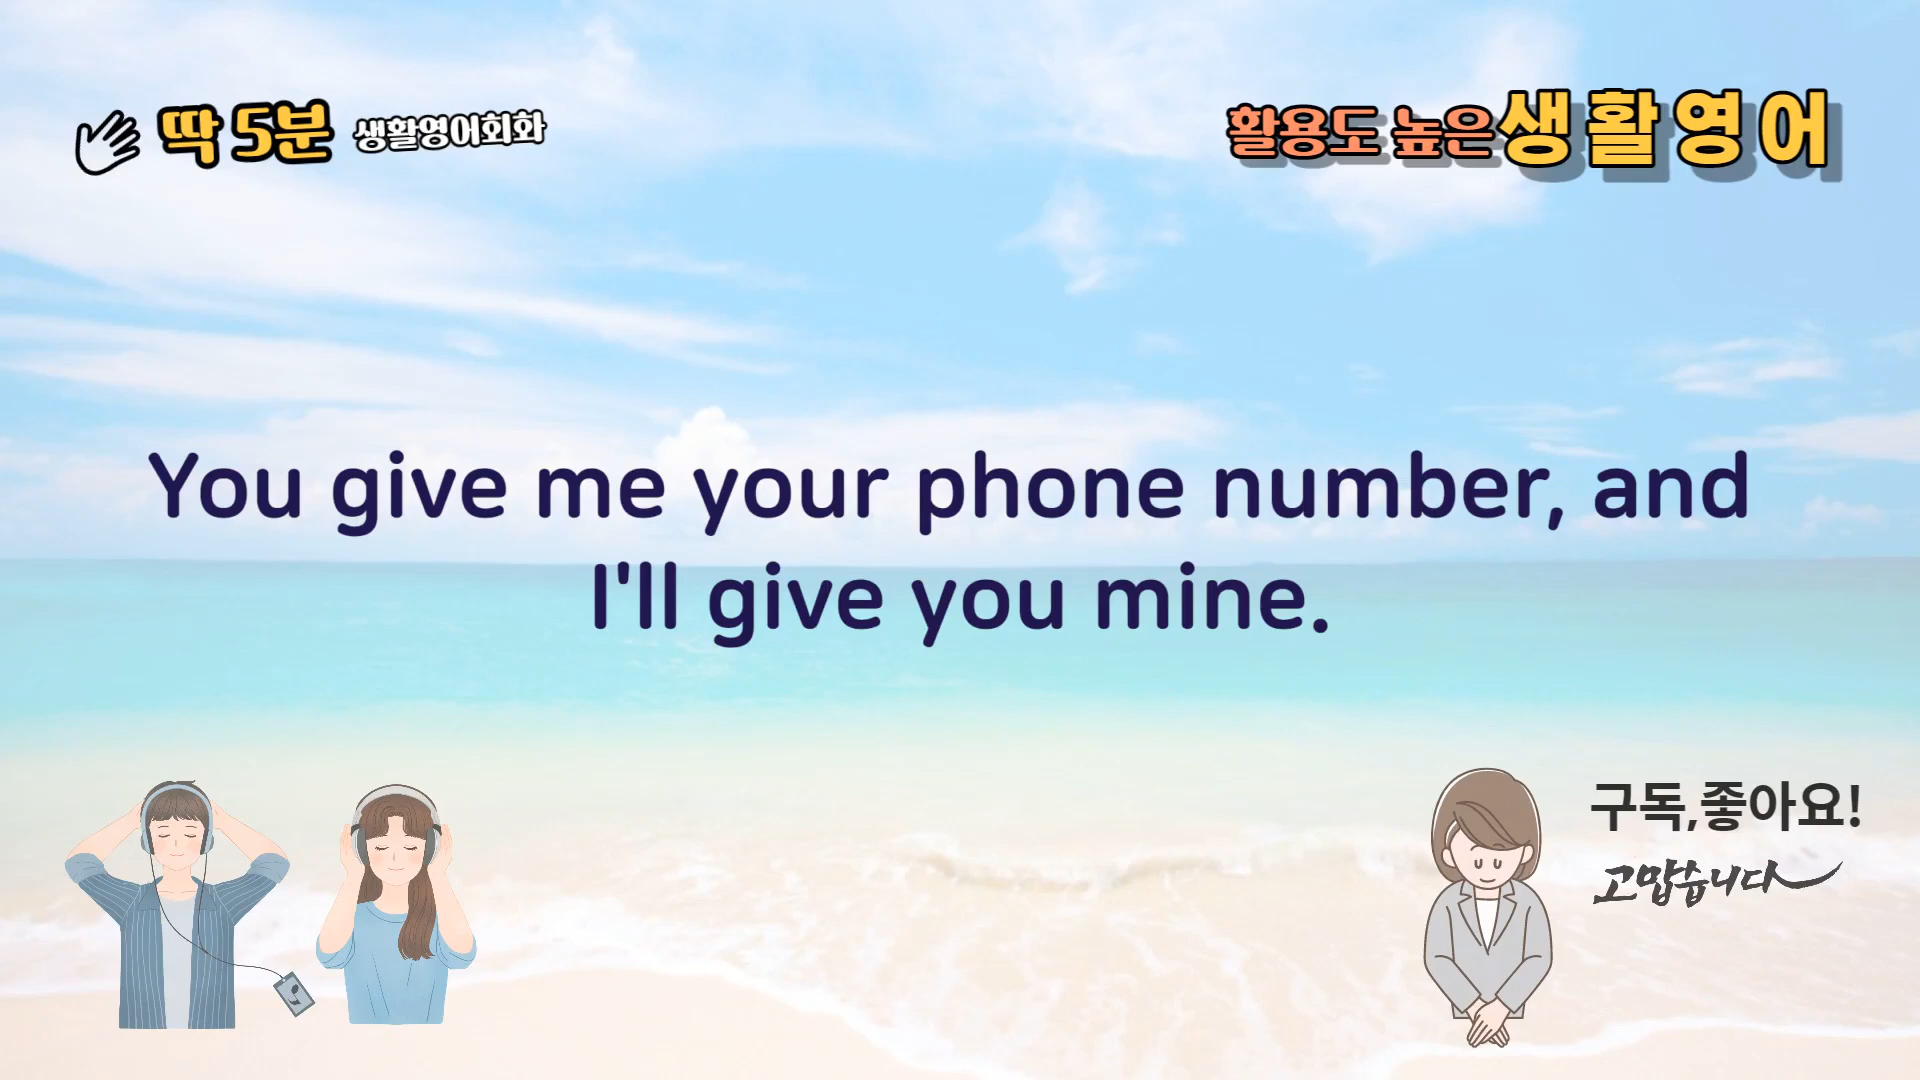 딱 5분 생활영어회화
활용도 높은 생활영어
You give me your phone number, and
I'll give you mine.
구독,좋아요!
고맙습니다